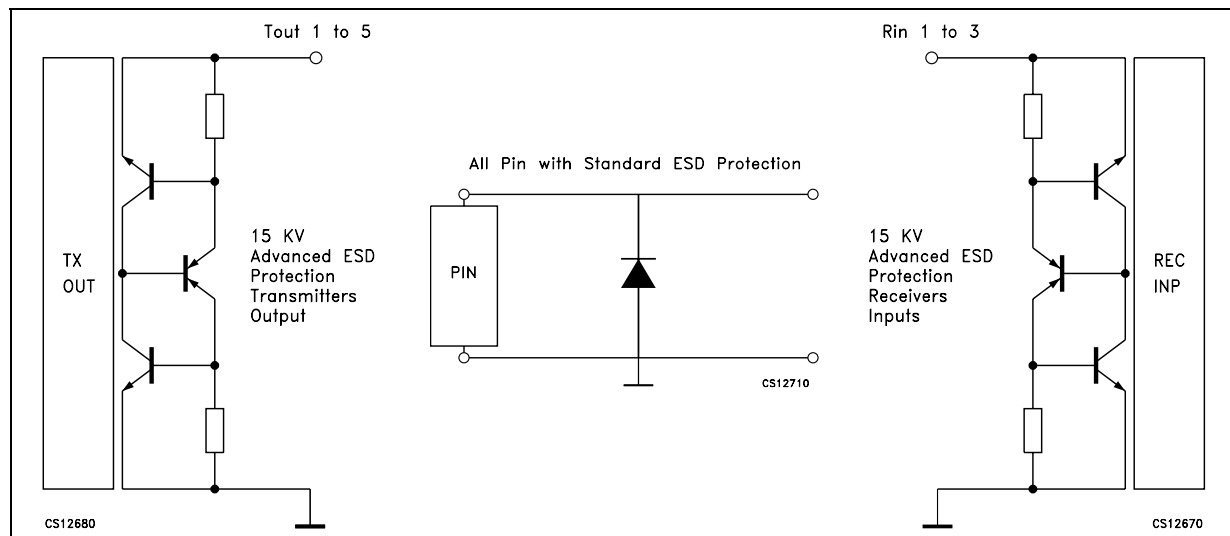 Tout 1 to 5
Rin 1 to 3
All Pin with Standard ESD Protection
TX
OUT
15 KV
Advanced ESD
Protection
Transmitters
Output
PIN
15 KV
Advanced ESD
Protection
Receivers
Inputs
REC
INP
CS12710
CS12680
CS12670